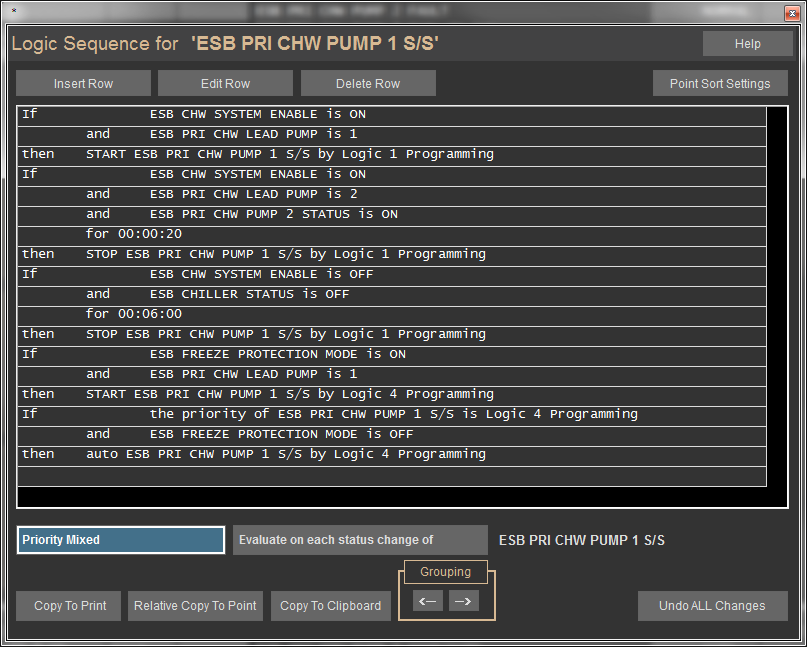 *
Logic Sequence for 'ESB PRI CHW PUMP 1 S/S'
Help
Insert Row
Edit Row
Delete Row
Point Sort Settings
If ESB CHW SYSTEM ENABLE is ON
and ESB PRI CHW LEAD PUMP is 1
then START ESB PRI CHW PUMP 1 S/S by Logic 1 Programming
If ESB CHW SYSTEM ENABLE is ON
and ESB PRI CHW LEAD PUMP is 2
and ESB PRI CHW PUMP 2 STATUS is ON
for 00:00:20
then STOP ESB PRI CHW PUMP 1 S/S by Logic 1 Programming
If ESB CHW SYSTEM ENABLE is OFF
and ESB CHILLER STATUS is OFF
for 00:06:00
then STOP ESB PRI CHW PUMP 1 S/S by Logic 1 Programming
If ESB FREEZE PROTECTION MODE is ON
and ESB PRI CHW LEAD PUMP is 1
then START ESB PRI CHW PUMP 1 S/S by Logic 4 Programming
If the priority of ESB PRI CHW PUMP 1 S/S is Logic 4 Programming
and ESB FREEZE PROTECTION MODE is OFF
then auto ESB PRI CHW PUMP 1 S/S by Logic 4 Programming
Priority Mixed
Evaluate on each status change of
ESB PRI CHW PUMP 1 S/S
Grouping
Copy To Print
Relative Copy To Point
Copy To Clipboard
<-- -->
Undo ALL Changes